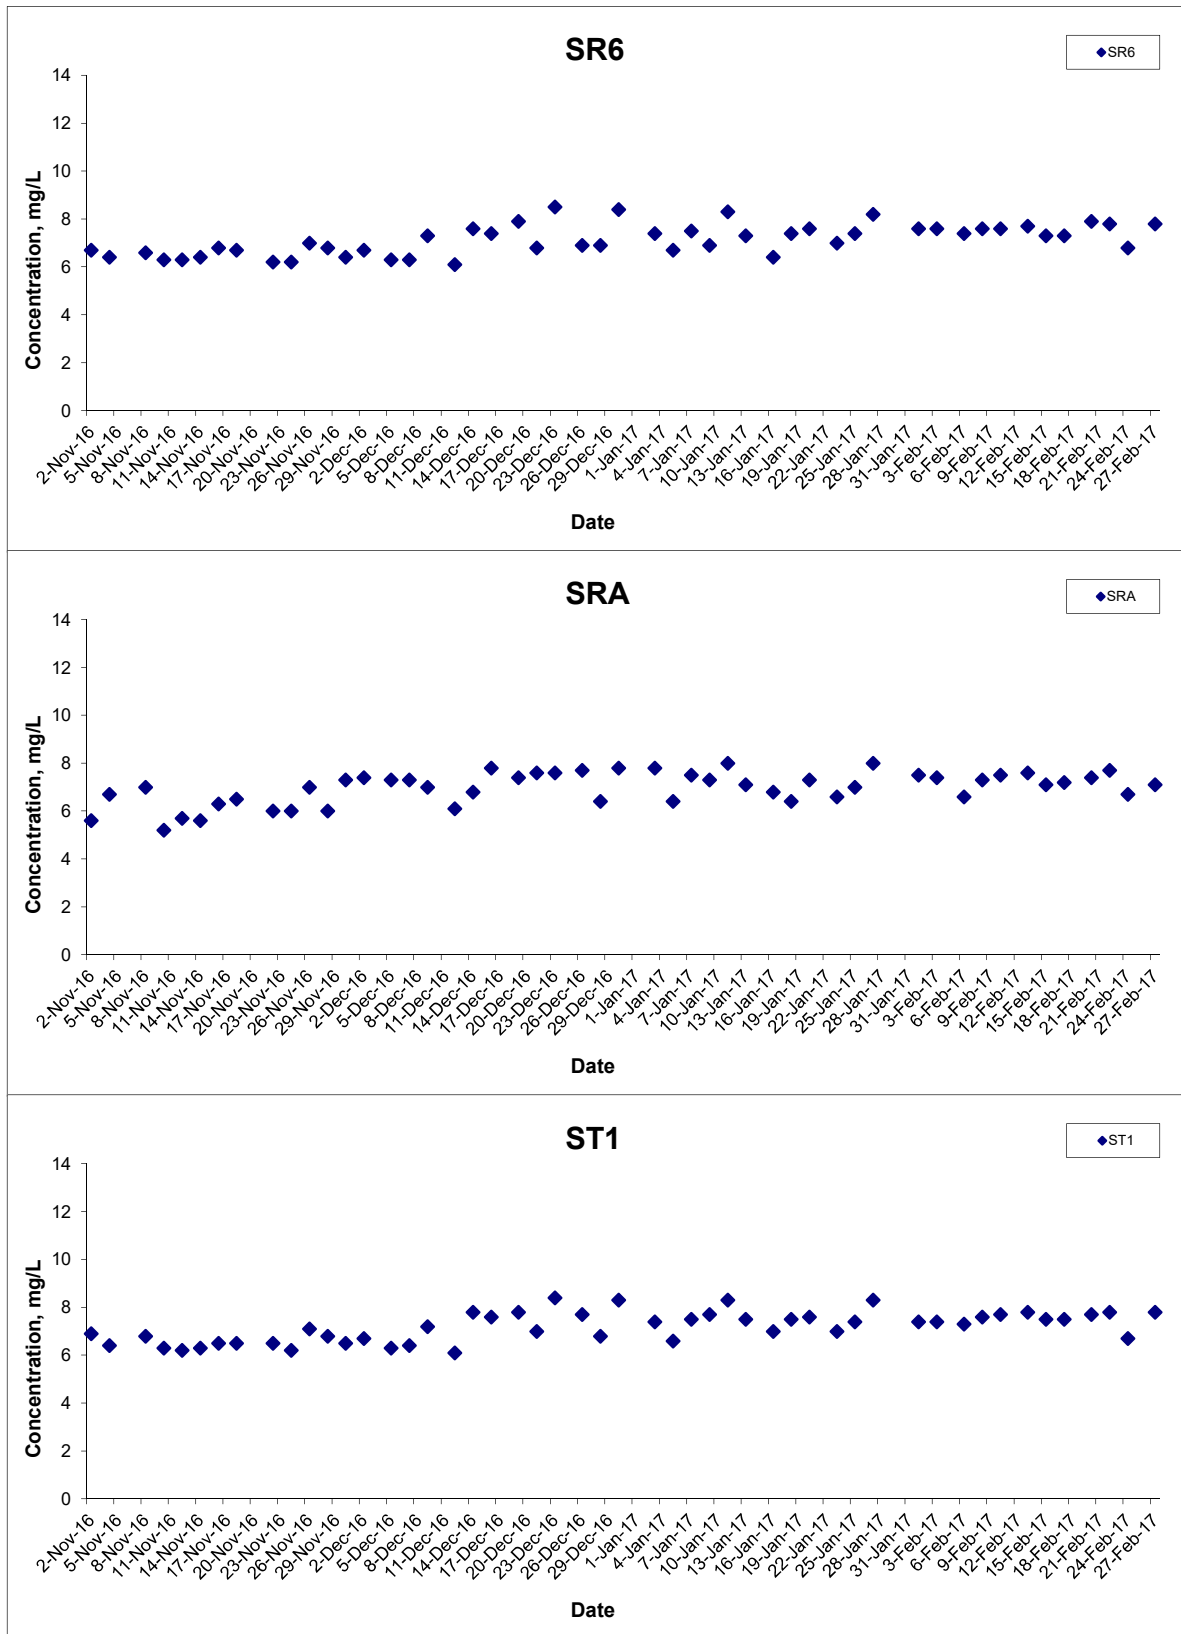 SR6
SR6
14
12
10
8
6
4
2
0
Concentration, mg/L
2-Nov-16
5-Nov-16
8-Nov-16
11-Nov-16
14-Nov-16
17-Nov-16
20-Nov-16
23-Nov-16
26-Nov-16
29-Nov-16
2-Dec-16
5-Dec-16
8-Dec-16
11-Dec-16
14-Dec-16
17-Dec-16
20-Dec-16
23-Dec-16
26-Dec-16
29-Dec-16
1-Jan-17
4-Jan-17
7-Jan-17
10-Jan-17
13-Jan-17
16-Jan-17
19-Jan-17
22-Jan-17
25-Jan-17
28-Jan-17
31-Jan-17
3-Feb-17
6-Feb-17
9-Feb-17
12-Feb-17
15-Feb-17
18-Feb-17
21-Feb-17
24-Feb-17
27-Feb-17
Date
SRA
SRA
14
12
10
8
6
4
2
0
Concentration, mg/L
2-Nov-16
5-Nov-16
8-Nov-16
11-Nov-16
14-Nov-16
17-Nov-16
20-Nov-16
23-Nov-16
26-Nov-16
29-Nov-16
2-Dec-16
5-Dec-16
8-Dec-16
11-Dec-16
14-Dec-16
17-Dec-16
20-Dec-16
23-Dec-16
26-Dec-16
29-Dec-16
1-Jan-17
4-Jan-17
7-Jan-17
10-Jan-17
13-Jan-17
16-Jan-17
19-Jan-17
22-Jan-17
25-Jan-17
28-Jan-17
31-Jan-17
3-Feb-17
6-Feb-17
9-Feb-17
12-Feb-17
15-Feb-17
18-Feb-17
21-Feb-17
24-Feb-17
27-Feb-17
Date
ST1
ST1
14
12
10
8
6
4
2
0
Concentration, mg/L
2-Nov-16
5-Nov-16
8-Nov-16
11-Nov-16
14-Nov-16
17-Nov-16
20-Nov-16
23-Nov-16
26-Nov-16
29-Nov-16
2-Dec-16
5-Dec-16
8-Dec-16
11-Dec-16
14-Dec-16
17-Dec-16
20-Dec-16
23-Dec-16
26-Dec-16
29-Dec-16
1-Jan-17
4-Jan-17
7-Jan-17
10-Jan-17
13-Jan-17
16-Jan-17
19-Jan-17
22-Jan-17
25-Jan-17
28-Jan-17
31-Jan-17
3-Feb-17
6-Feb-17
9-Feb-17
12-Feb-17
15-Feb-17
18-Feb-17
21-Feb-17
24-Feb-17
27-Feb-17
Date